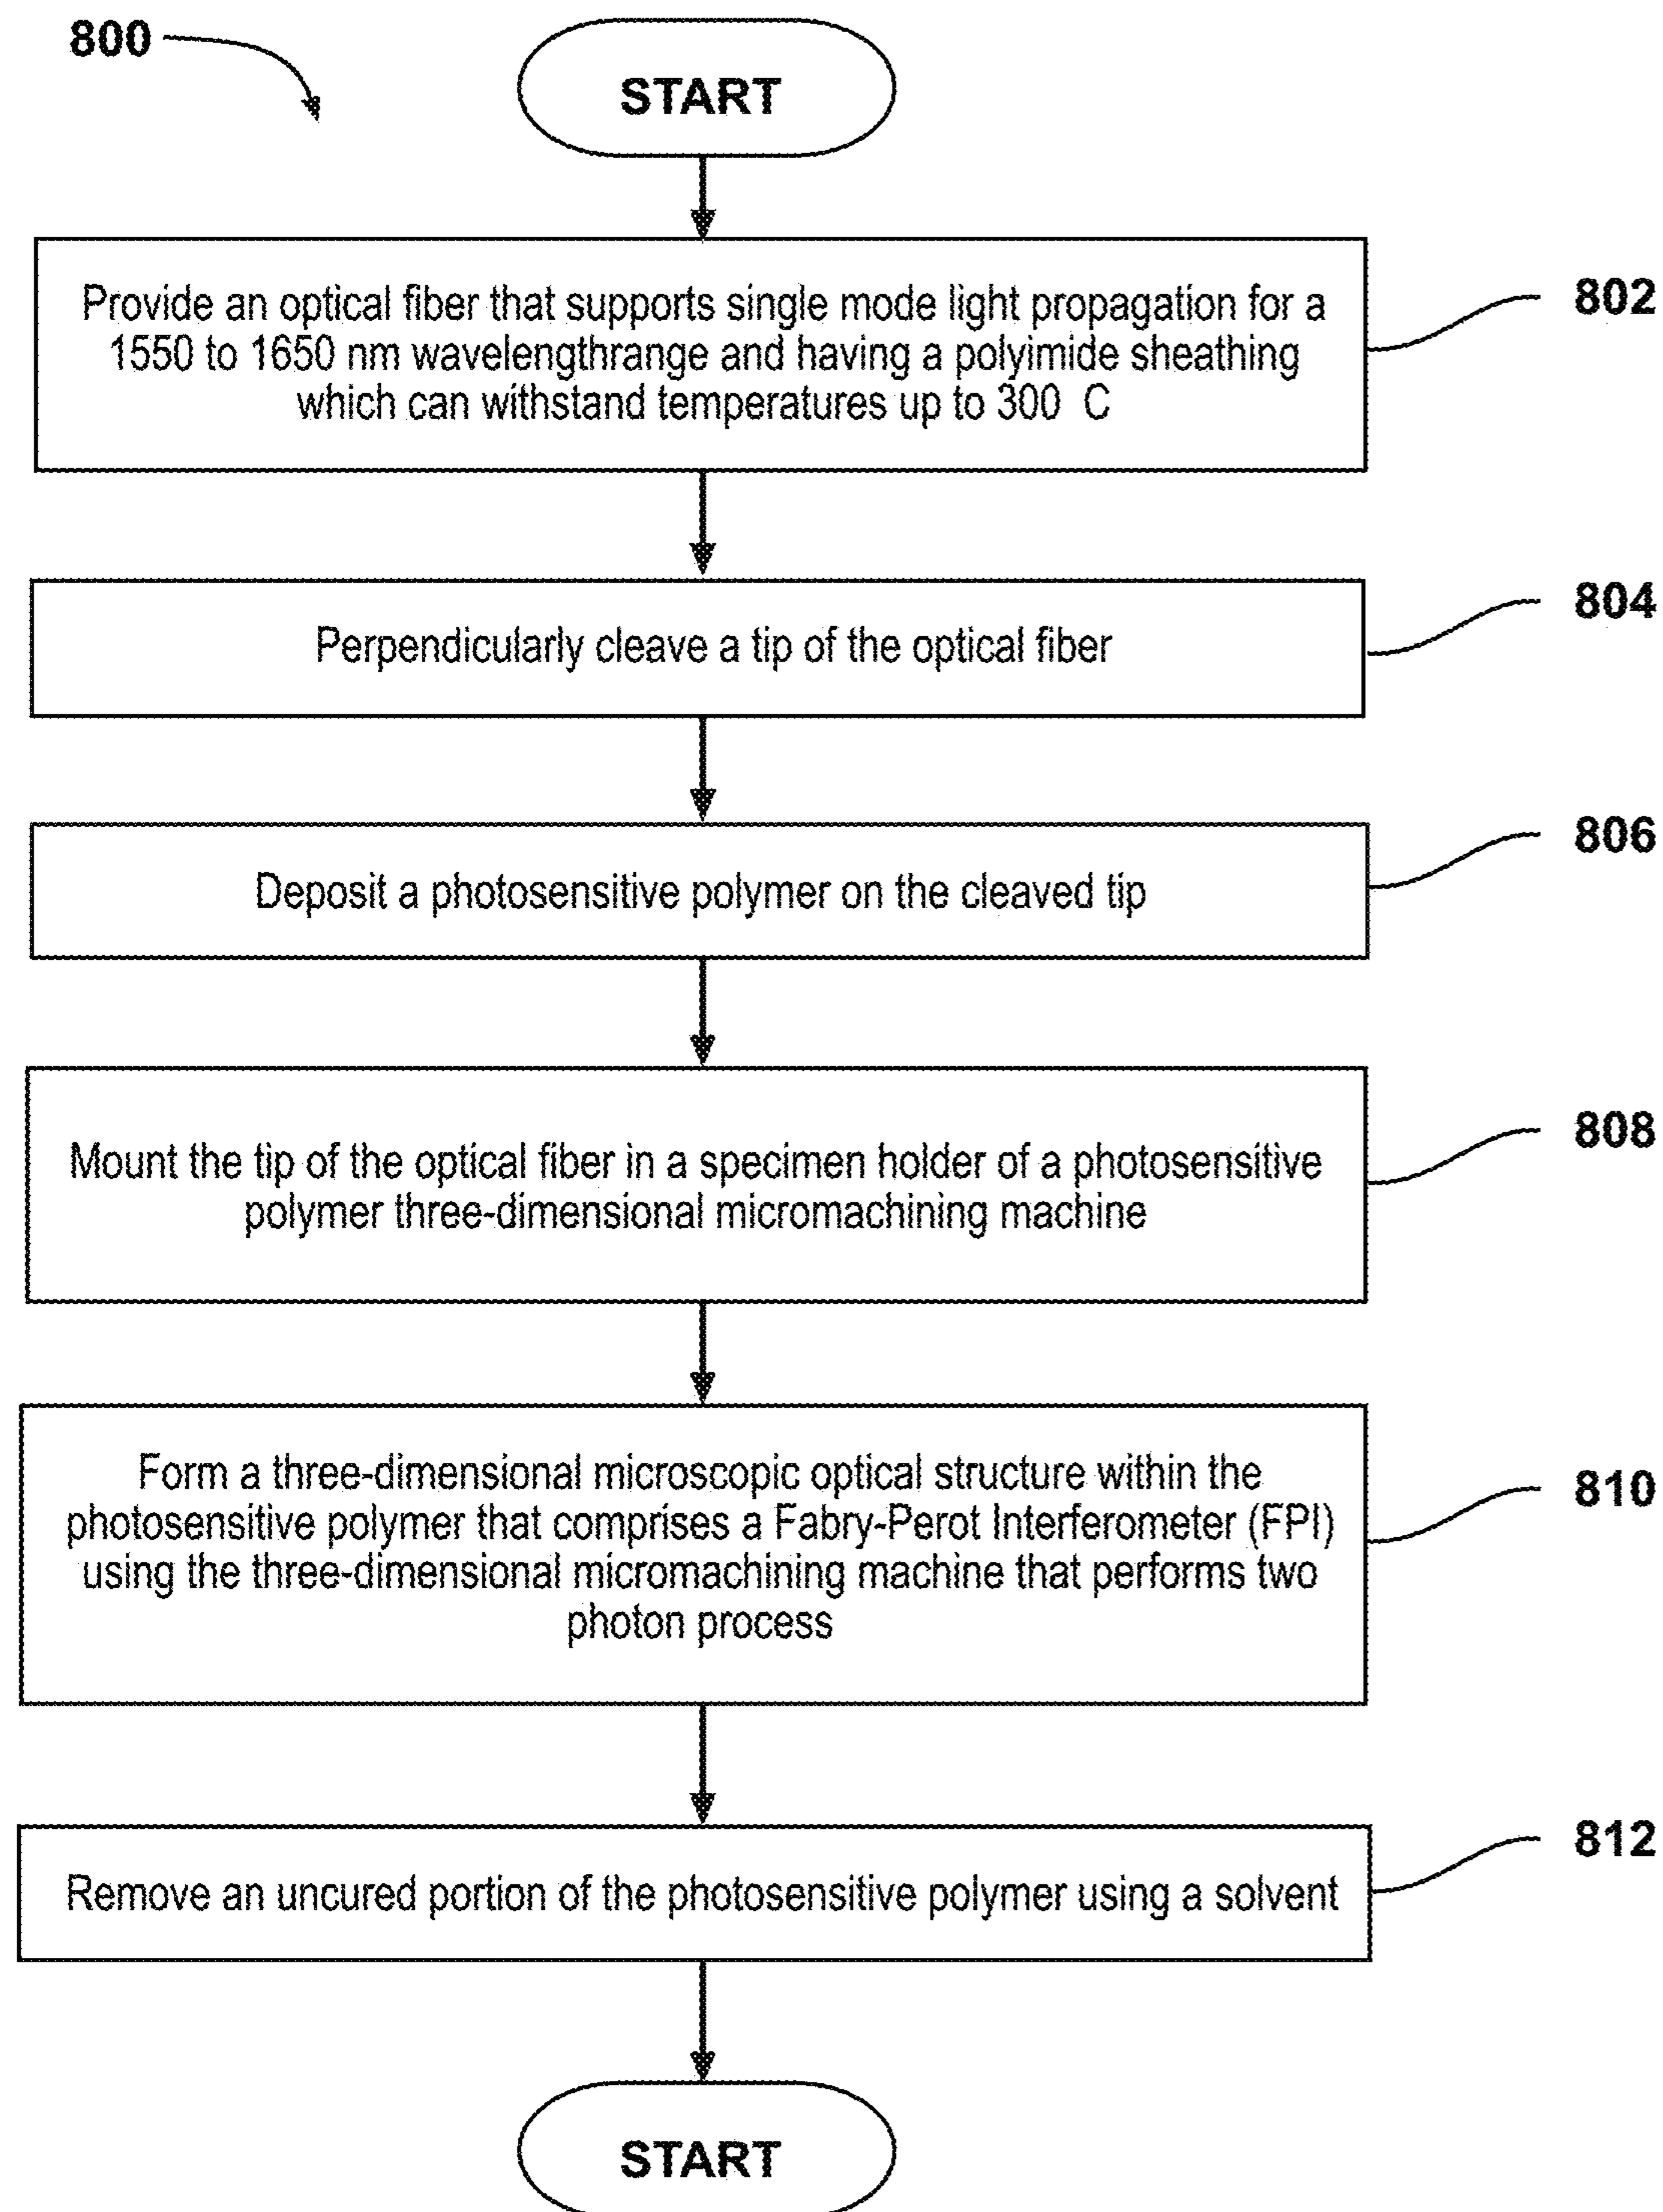 800
START
Provide an optical fiber that supports single mode light propagation for a
1550 to 1650 nm wavelengthrange and having a polyimide sheathing
which can withstand temperatures up to 300 C
802
Perpendicularly cleave a tip of the optical fiber
804
Deposit a photosensitive polymer on the cleaved tip
806
Mount the tip of the optical fiber in a specimen holder of a photosensitive
polymer three-dimensional micromachining machine
808
Form a three-dimensional microscopic optical structure within the
photosensitive polymer that comprises a Fabry-Perot Interferometer (FPI)
using the three-dimensional micromachining machine that performs two
photon process
810
Remove an uncured portion of the photosensitive polymer using a solvent
812
START